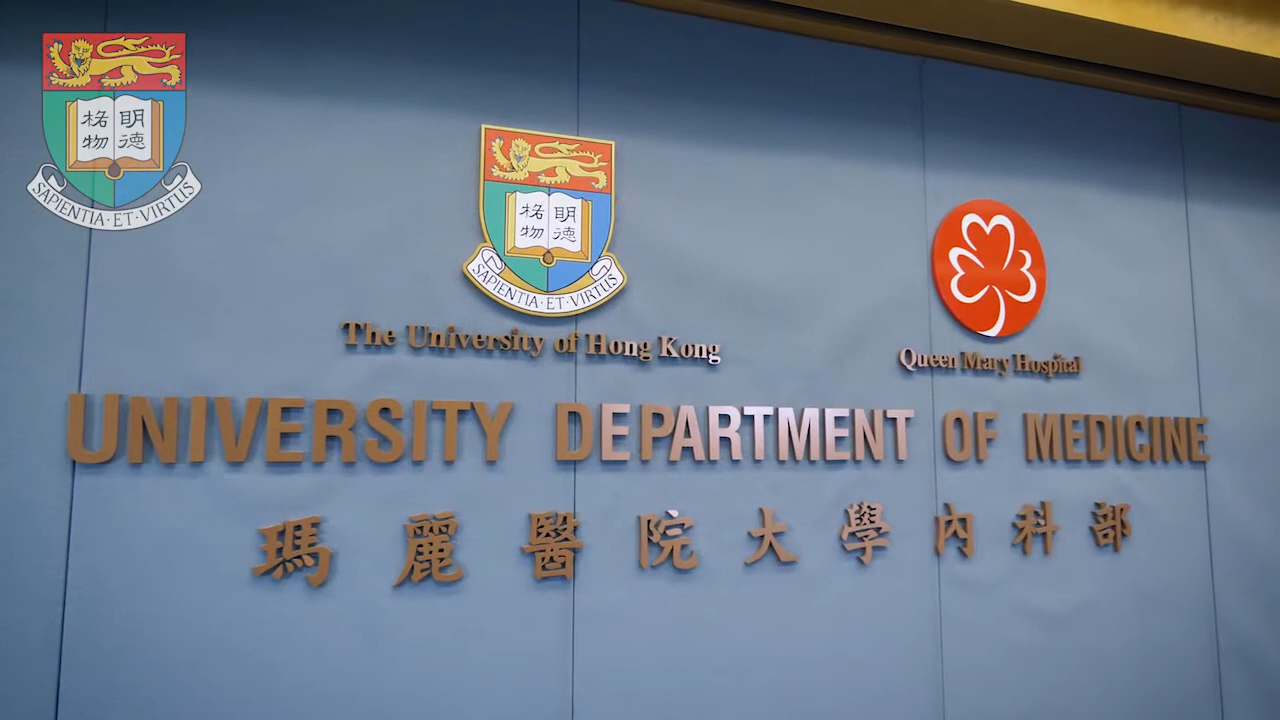 格物 明德
SAPIENTIA·ET·VIRTUS
格物 明德
SAPIENTIA·ET·VIRTUS
The University of Hong Kong
Queen Mary Hospital
UNIVERSITY DEPARTMENT OF MEDICINE
瑪麗醫院大學內科部